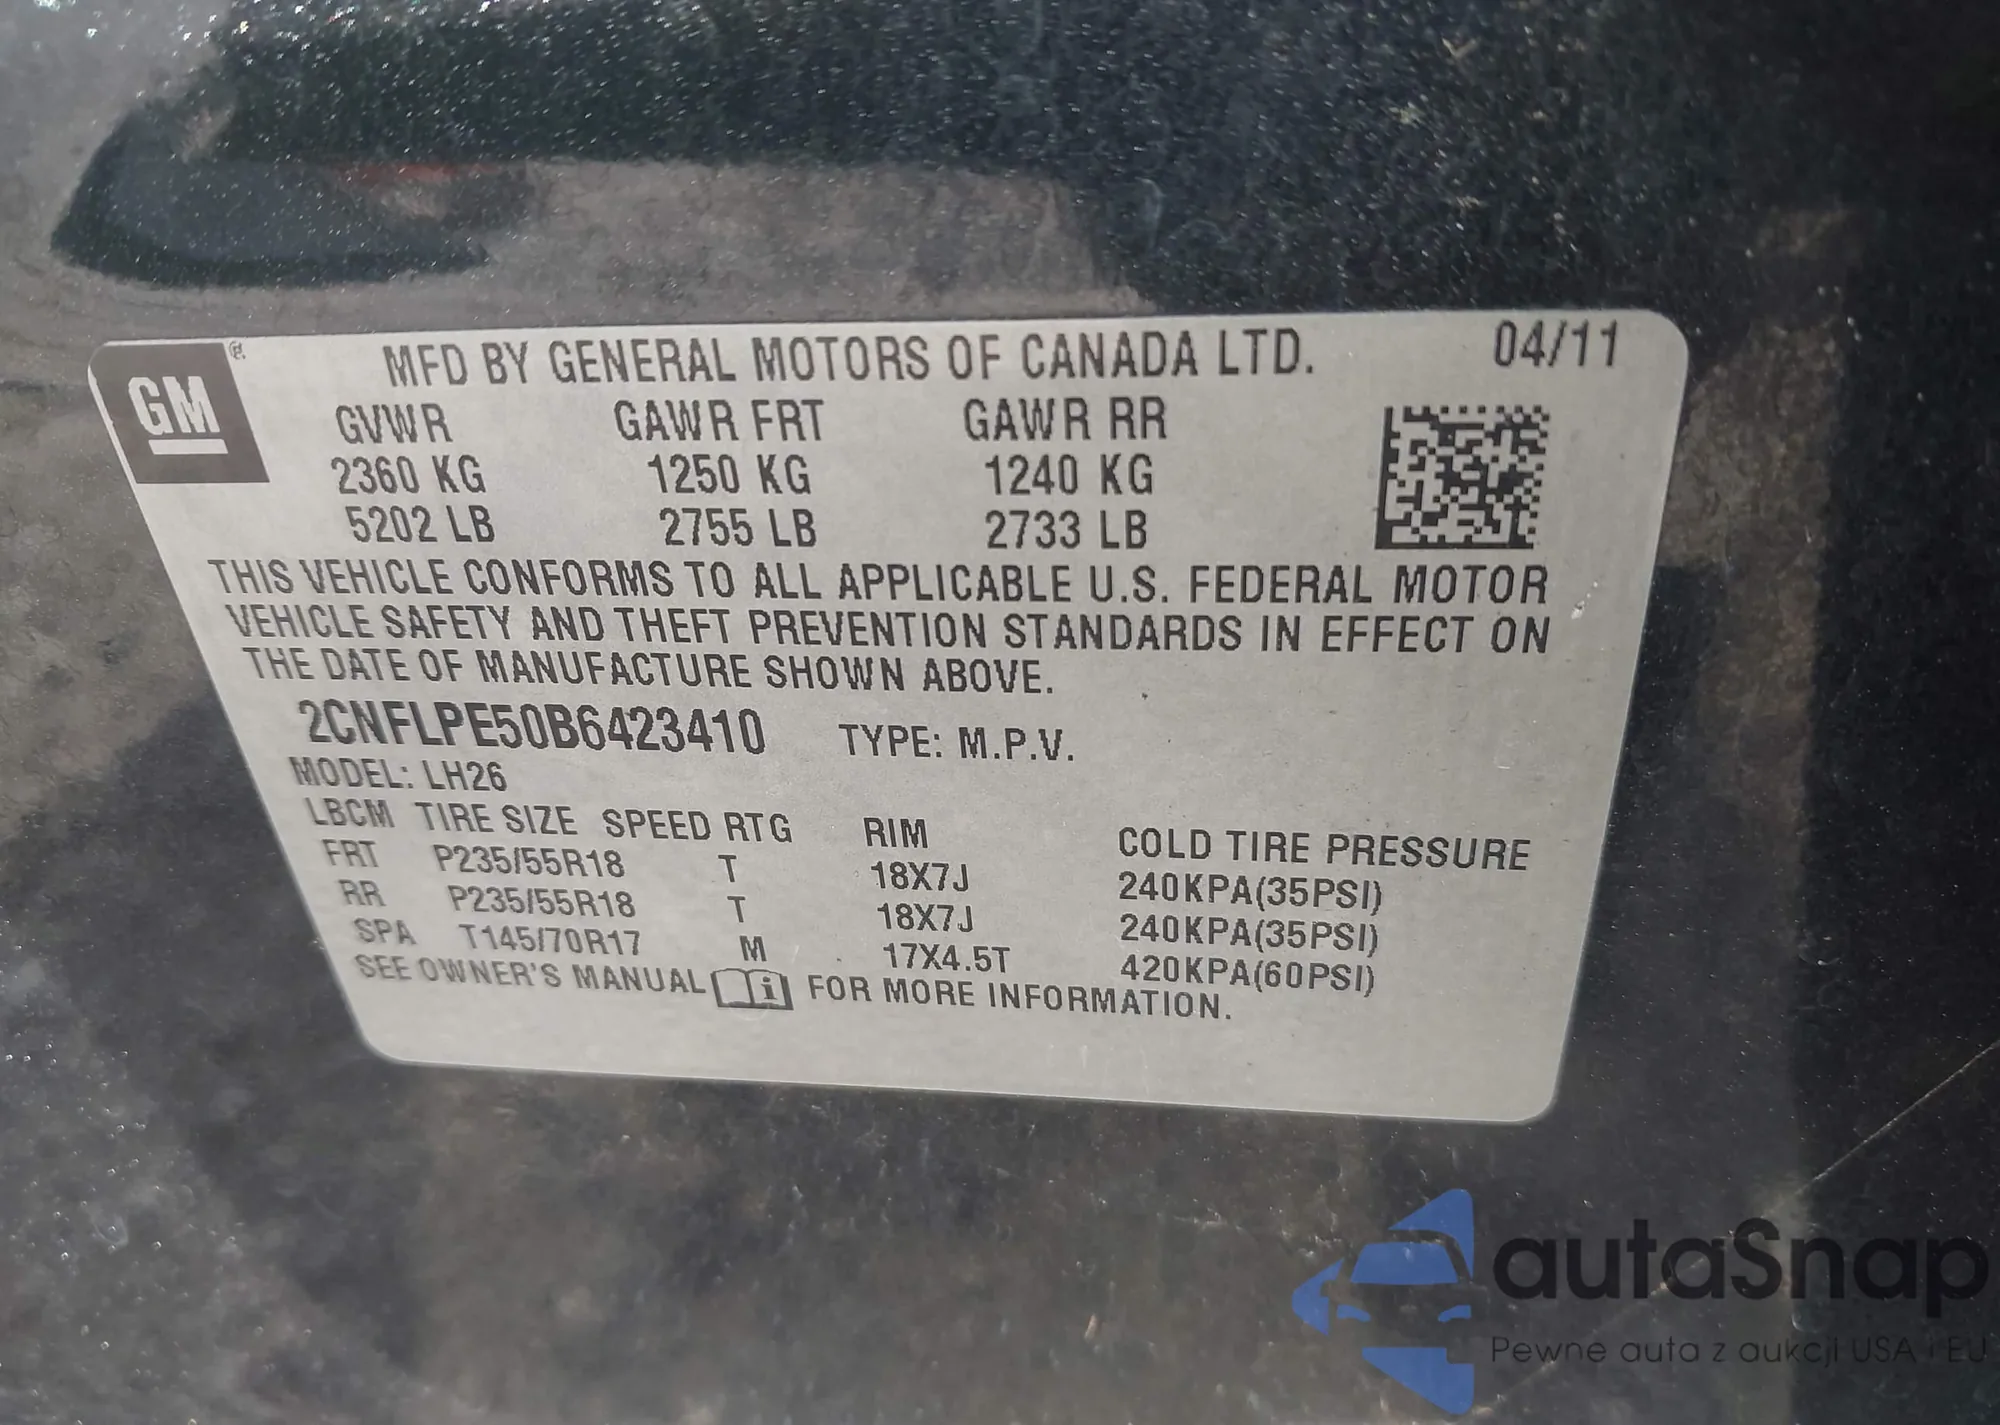 GM ® MFD BY GENERAL MOTORS OF CANADA LTD. 04/11
GVWR GAWR FRT GAWR RR
2360 KG 1250 KG 1240 KG
5202 LB 2755 LB 2733 LB
THIS VEHICLE CONFORMS TO ALL APPLICABLE U.S. FEDERAL MOTOR
VEHICLE SAFETY AND THEFT PREVENTION STANDARDS IN EFFECT ON
THE DATE OF MANUFACTURE SHOWN ABOVE.
2CNFLPE50B6423410 TYPE: M.P.V.
MODEL: LH26
LBCM TIRE SIZE SPEED RTG RIM COLD TIRE PRESSURE
FRT P235/55R18 T 18X7J 240KPA(35PSI)
RR P235/55R18 T 18X7J 240KPA(35PSI)
SPA T145/70R17 M 17X4.5T 420KPA(60PSI)
SEE OWNER'S MANUAL i FOR MORE INFORMATION.
autaSnap
Pewne auta z aukcji USA i EU